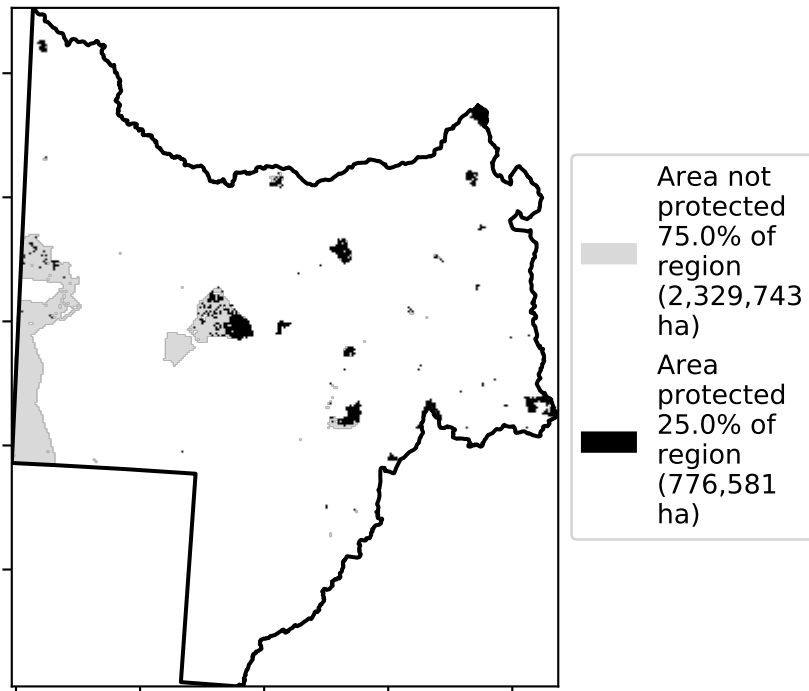 Area not
protected
75.0% of
region
(2,329,743
ha)
Area
protected
25.0% of
region
(776,581
ha)